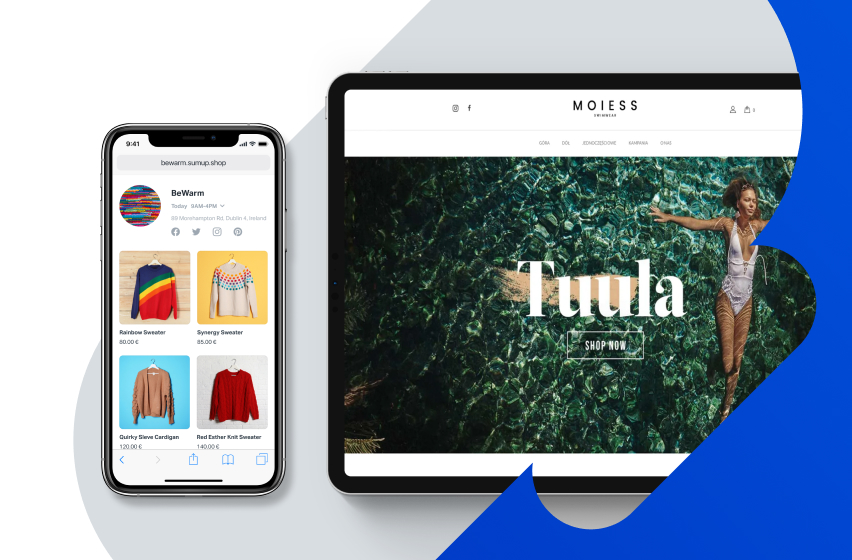 9:41
bewarm.sumup.shop
BeWarm
Today 9AM-4PM
89 Morehampton Rd, Dublin 4, Ireland
Rainbow Sweater
80.00 €
Synergy Sweater
85.00 €
Quirky Sleve Cardigan
120.00 €
Red Esther Knit Sweater
140.00 €
MOIESS
SWIMWEAR
GÓRA DÓŁ JEDNOCZĘŚCIOWE KAMPANIA O NAS
Tuula
SHOP NOW